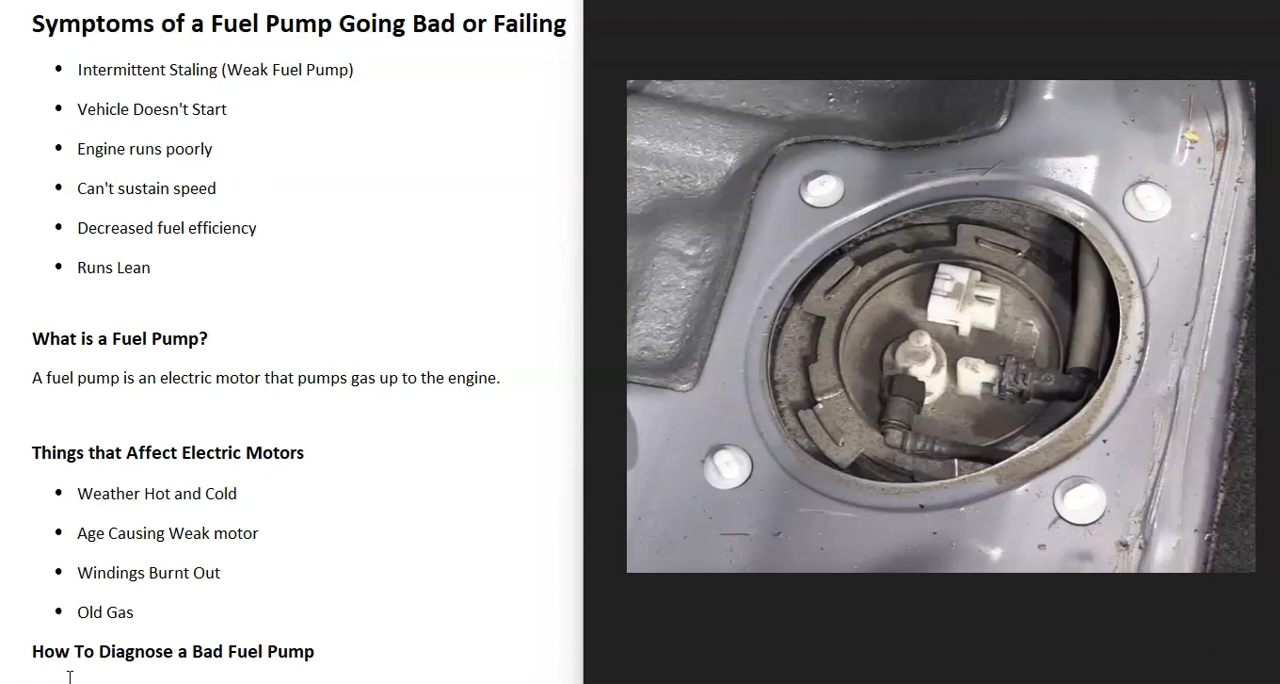 Symptoms of a Fuel Pump Going Bad or Failing
• Intermittent Staling (Weak Fuel Pump)
• Vehicle Doesn't Start
• Engine runs poorly
• Can't sustain speed
• Decreased fuel efficiency
• Runs Lean
What is a Fuel Pump?
A fuel pump is an electric motor that pumps gas up to the engine.
Things that Affect Electric Motors
• Weather Hot and Cold
• Age Causing Weak motor
• Windings Burnt Out
• Old Gas
How To Diagnose a Bad Fuel Pump